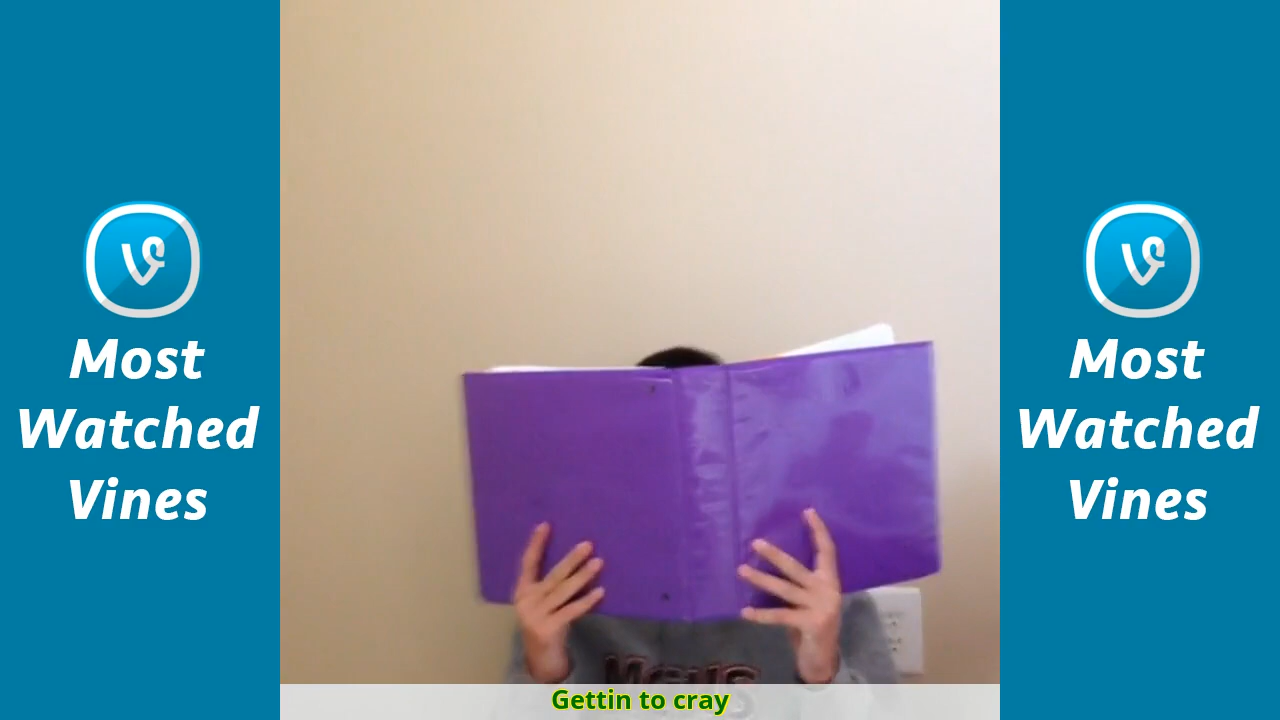 Most
Watched
Vines
Most
Watched
Vines
Gettin to cray